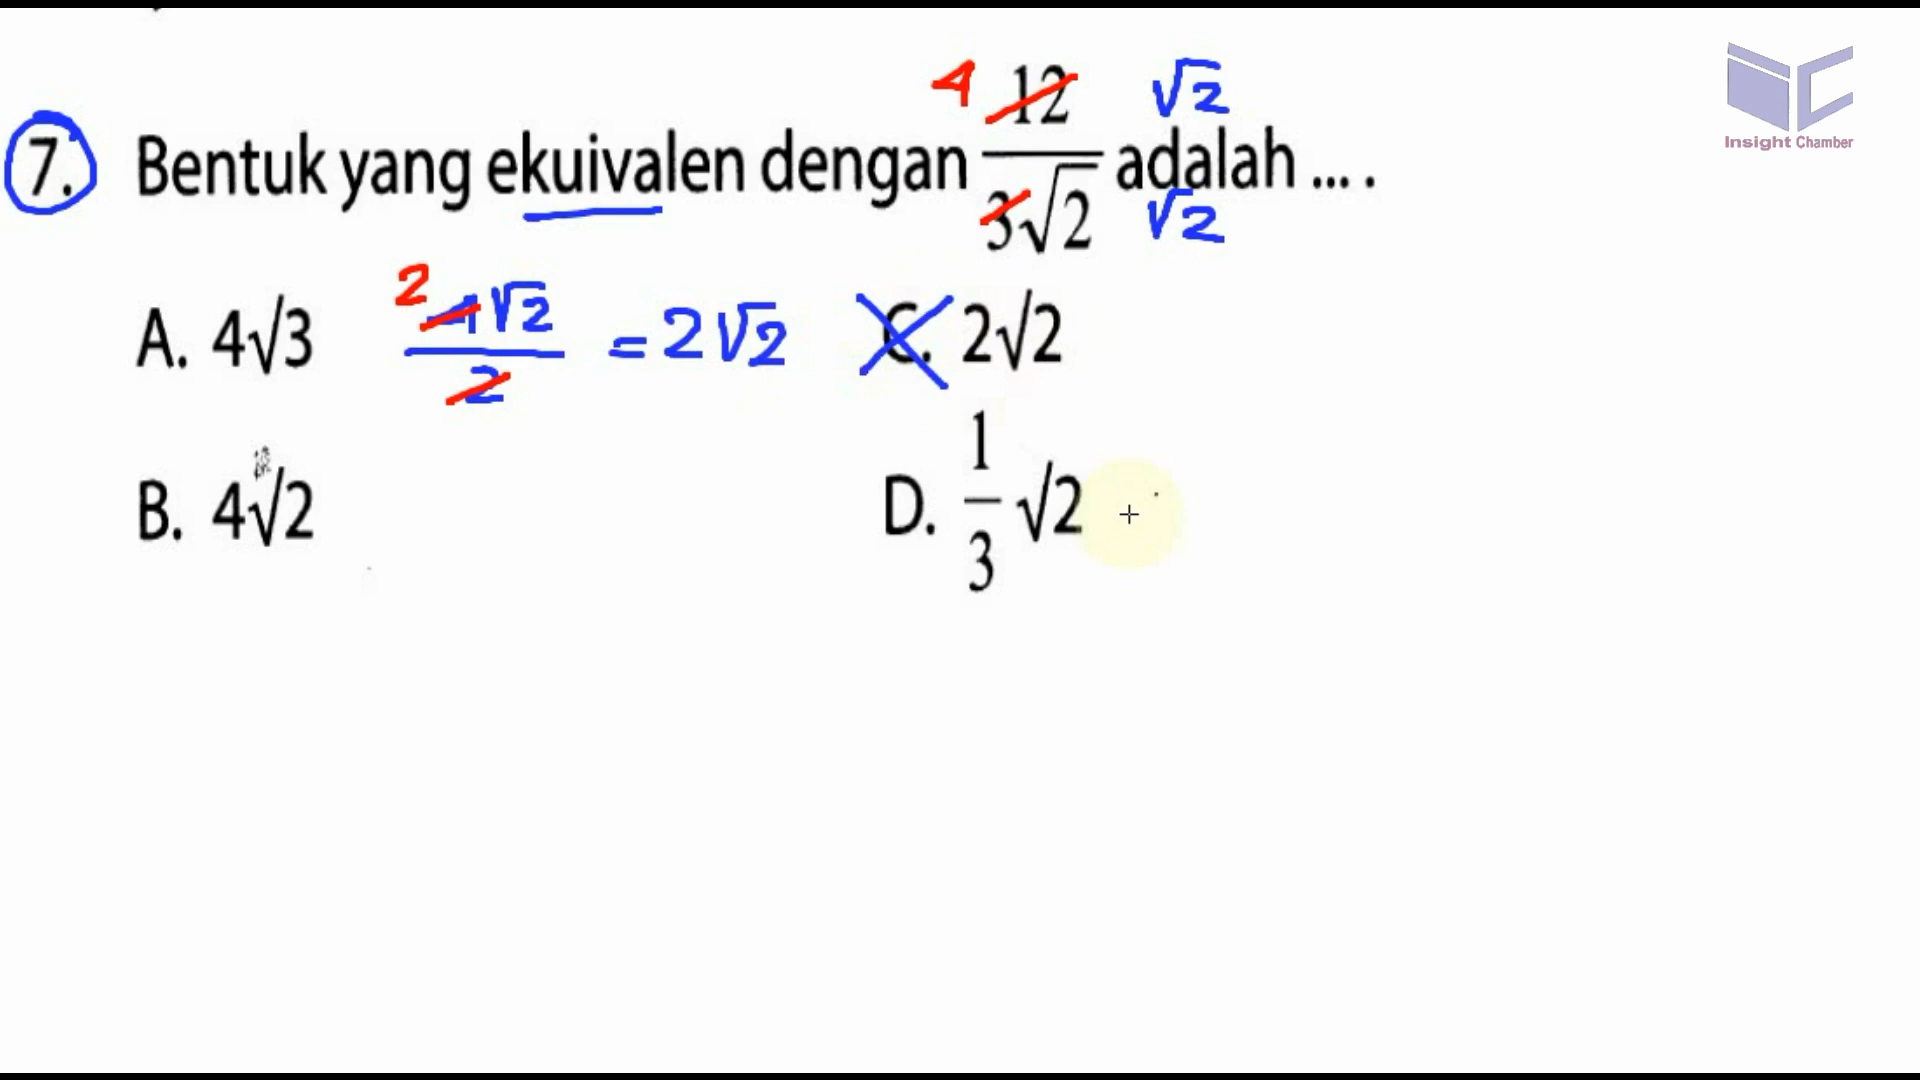 Insight Chamber
4 12 √2
7. Bentuk yang ekuivalen dengan adalah ... .
3√2 √2
A. 4√3 2 4√2 / 2 = 2√2 C. 2√2
B. 4√2 D. 1/3 √2